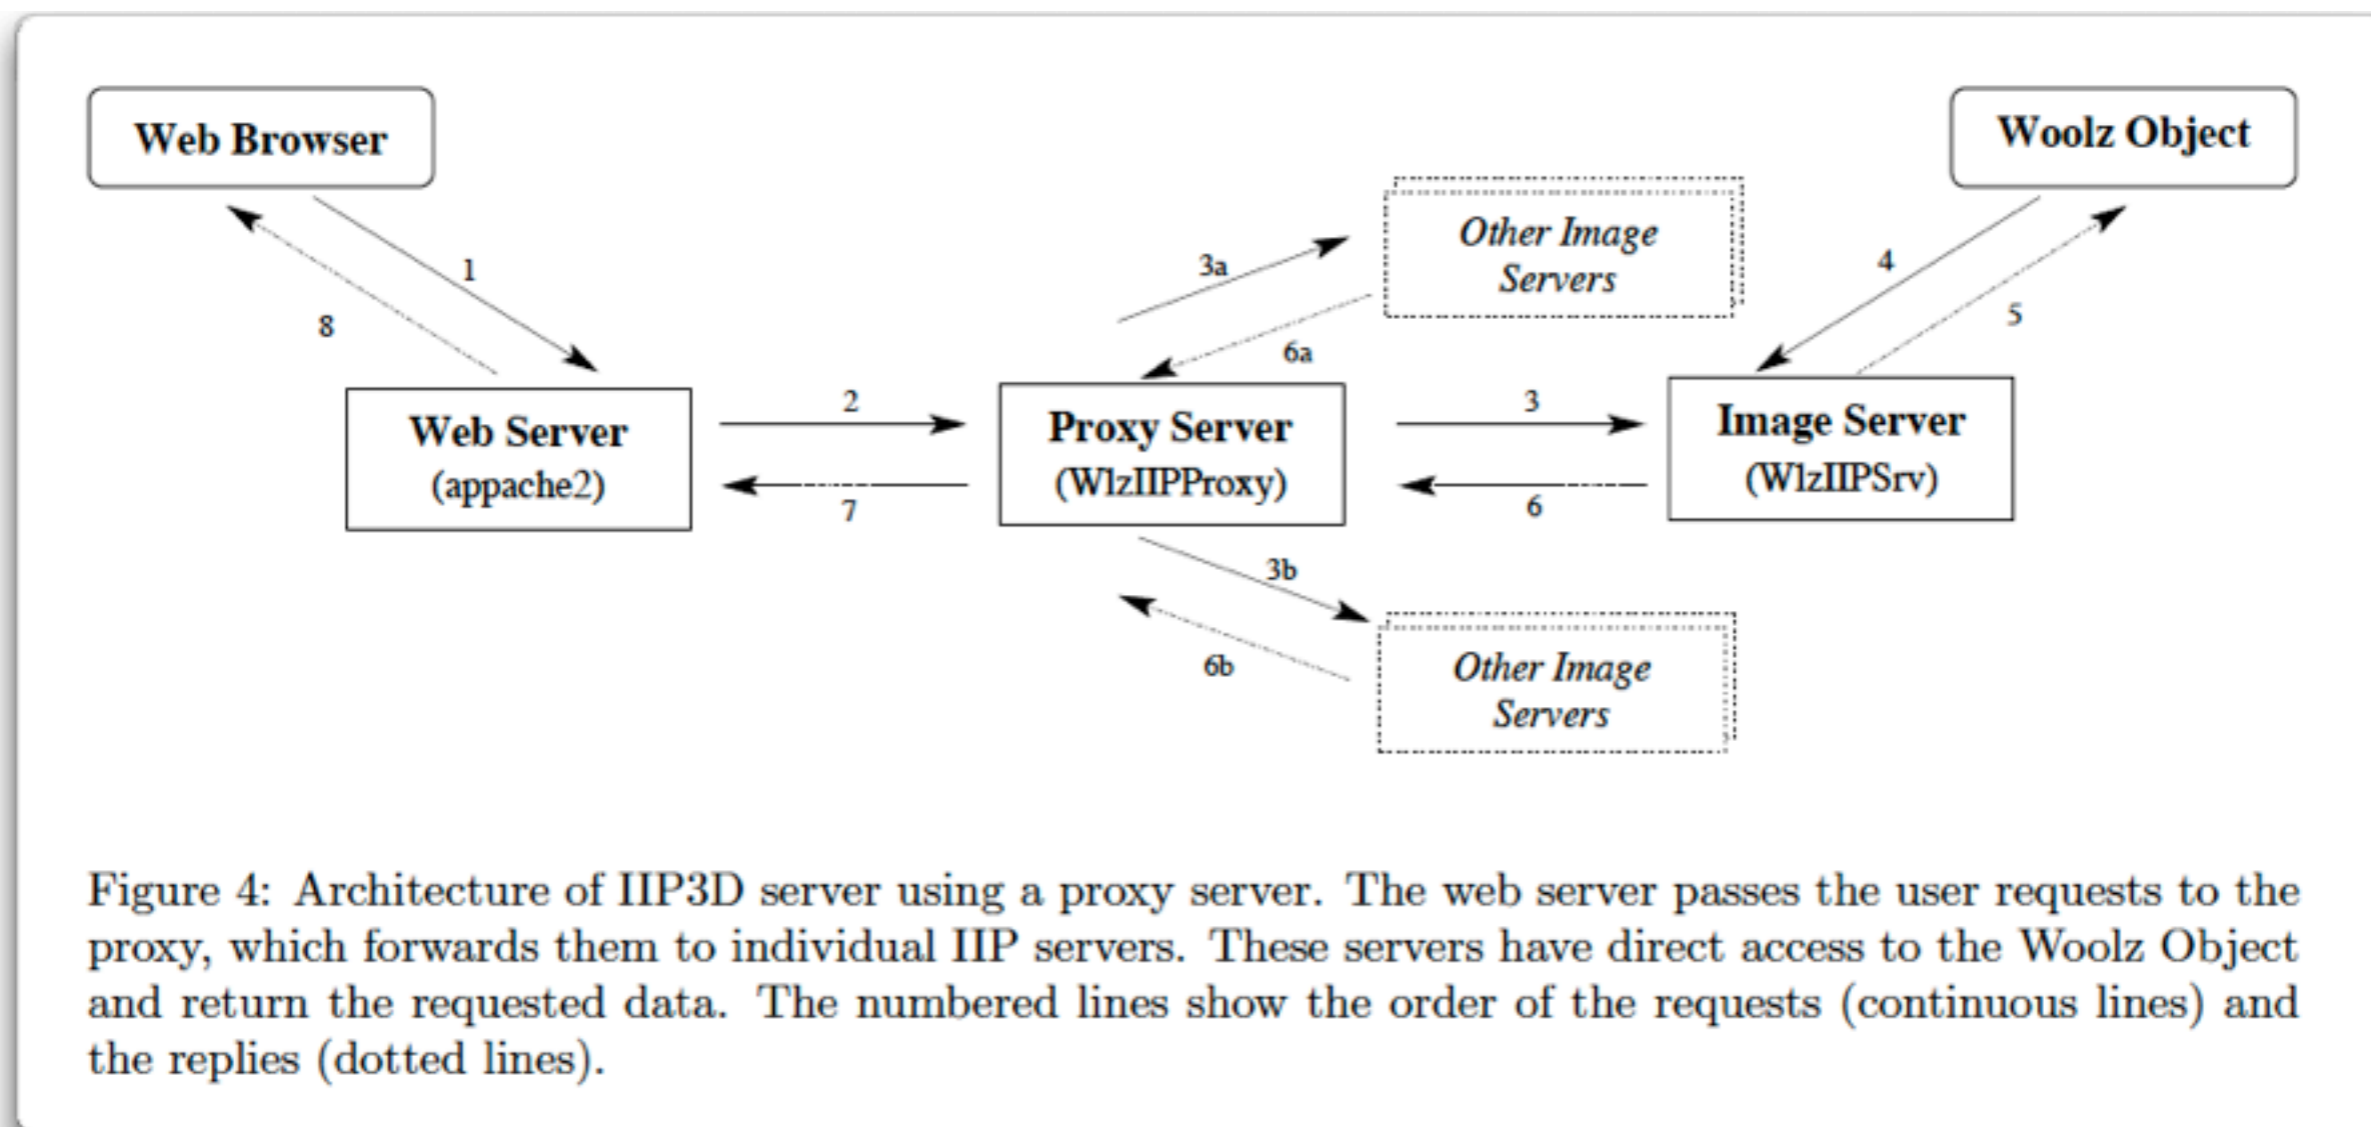 Web Browser
Woolz Object
Other Image
Servers
3a
1
4
8
5
6a
Web Server
(appache2)
2
7
Proxy Server
(WlzIIPProxy)
3
6
Image Server
(WlzIIPSrv)
3b
6b
Other Image
Servers
Figure 4: Architecture of IIP3D server using a proxy server. The web server passes the user requests to the
proxy, which forwards them to individual IIP servers. These servers have direct access to the Woolz Object
and return the requested data. The numbered lines show the order of the requests (continuous lines) and
the replies (dotted lines).